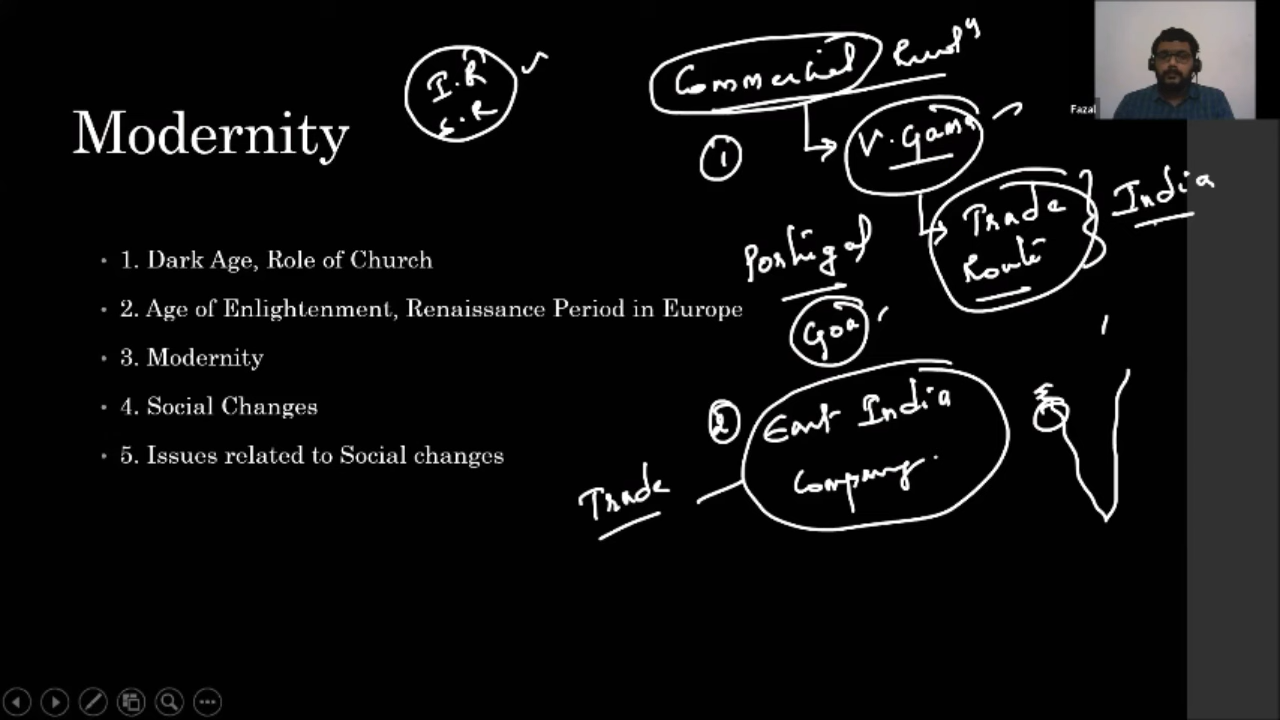 Modernity
• 1. Dark Age, Role of Church
• 2. Age of Enlightenment, Renaissance Period in Europe
• 3. Modernity
• 4. Social Changes
• 5. Issues related to Social changes
I.R
S.R
Commercial
1
V. Gama
Trade
Route
India
Portugal
Goa
2
East India
Company.
Trade
Fazal